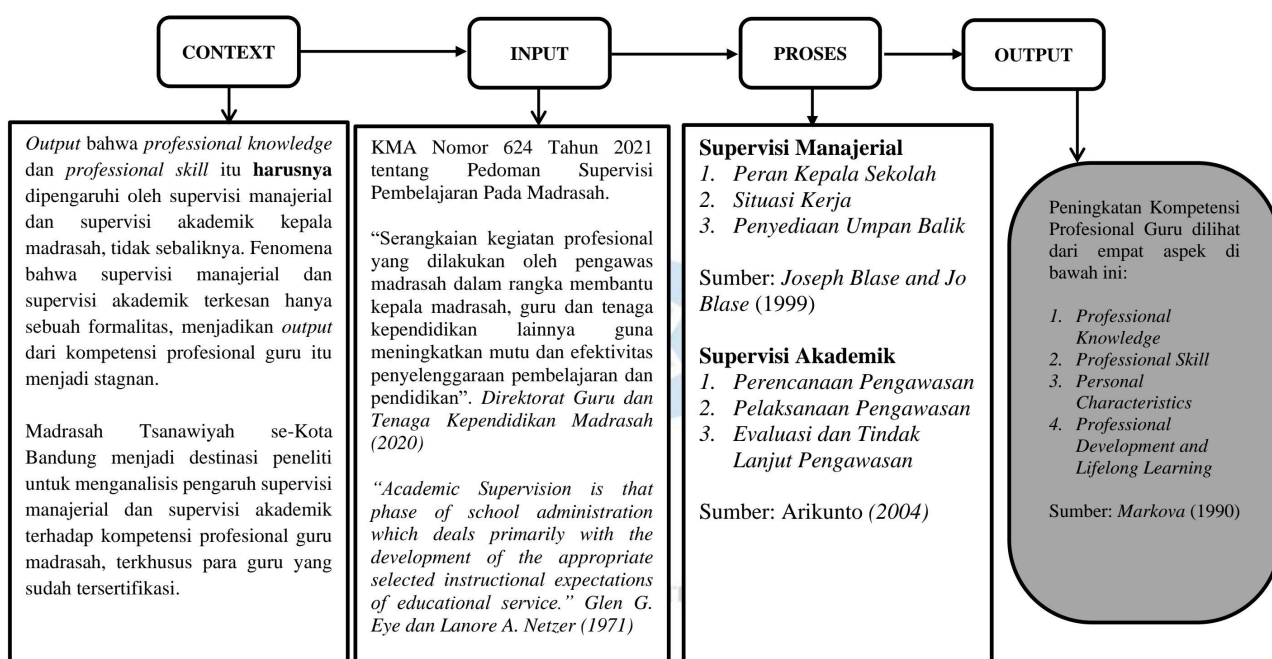 CONTEXT
INPUT
PROSES
OUTPUT
Output bahwa professional knowledge
dan professional skill itu harusnya
dipengaruhi oleh supervisi manajerial
dan supervisi akademik kepala
madrasah, tidak sebaliknya. Fenomena
bahwa supervisi manajerial dan
supervisi akademik terkesan hanya
sebuah formalitas, menjadikan output
dari kompetensi profesional guru itu
menjadi stagnan.
Madrasah Tsanawiyah se-Kota
Bandung menjadi destinasi peneliti
untuk menganalisis pengaruh supervisi
manajerial dan supervisi akademik
terhadap kompetensi profesional guru
madrasah, terkhusus para guru yang
sudah tersertifikasi.
KMA Nomor 624 Tahun 2021
tentang Pedoman Supervisi
Pembelajaran Pada Madrasah.
“Serangkaian kegiatan profesional
yang dilakukan oleh pengawas
madrasah dalam rangka membantu
kepala madrasah, guru dan tenaga
kependidikan lainnya guna
meningkatkan mutu dan efektivitas
penyelenggaraan pembelajaran dan
pendidikan”. Direktorat Guru dan
Tenaga Kependidikan Madrasah
(2020)
“Academic Supervision is that
phase of school administration
which deals primarily with the
development of the appropriate
selected instructional expectations
of educational service.” Glen G.
Eye dan Lanore A. Netzer (1971)
Supervisi Manajerial
1. Peran Kepala Sekolah
2. Situasi Kerja
3. Penyediaan Umpan Balik
Sumber: Joseph Blase and Jo
Blase (1999)
Supervisi Akademik
1. Perencanaan Pengawasan
2. Pelaksanaan Pengawasan
3. Evaluasi dan Tindak
Lanjut Pengawasan
Sumber: Arikunto (2004)
Peningkatan Kompetensi
Profesional Guru dilihat
dari empat aspek di
bawah ini:
1. Professional
Knowledge
2. Professional Skill
3. Personal
Characteristics
4. Professional
Development and
Lifelong Learning
Sumber: Markova (1990)